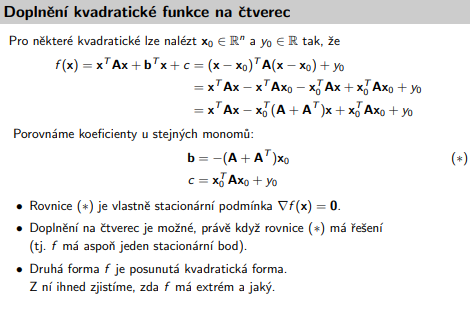 Doplnění kvadratické funkce na čtverec
Pro některé kvadratické lze nalézt x₀ ∈ ℝⁿ a y₀ ∈ ℝ tak, že
f(x) = xᵀAx + bᵀx + c = (x − x₀)ᵀA(x − x₀) + y₀
= xᵀAx − xᵀAx₀ − x₀ᵀAx + x₀ᵀAx₀ + y₀
= xᵀAx − x₀ᵀ(A + Aᵀ)x + x₀ᵀAx₀ + y₀
Porovnáme koeficienty u stejných monomů:
b = −(A + Aᵀ)x₀ (∗)
c = x₀ᵀAx₀ + y₀
• Rovnice (∗) je vlastně stacionární podmínka ∇f(x) = 0.
• Doplnění na čtverec je možné, právě když rovnice (∗) má řešení
(tj. f má aspoň jeden stacionární bod).
• Druhá forma f je posunutá kvadratická forma.
Z ní ihned zjistíme, zda f má extrém a jaký.